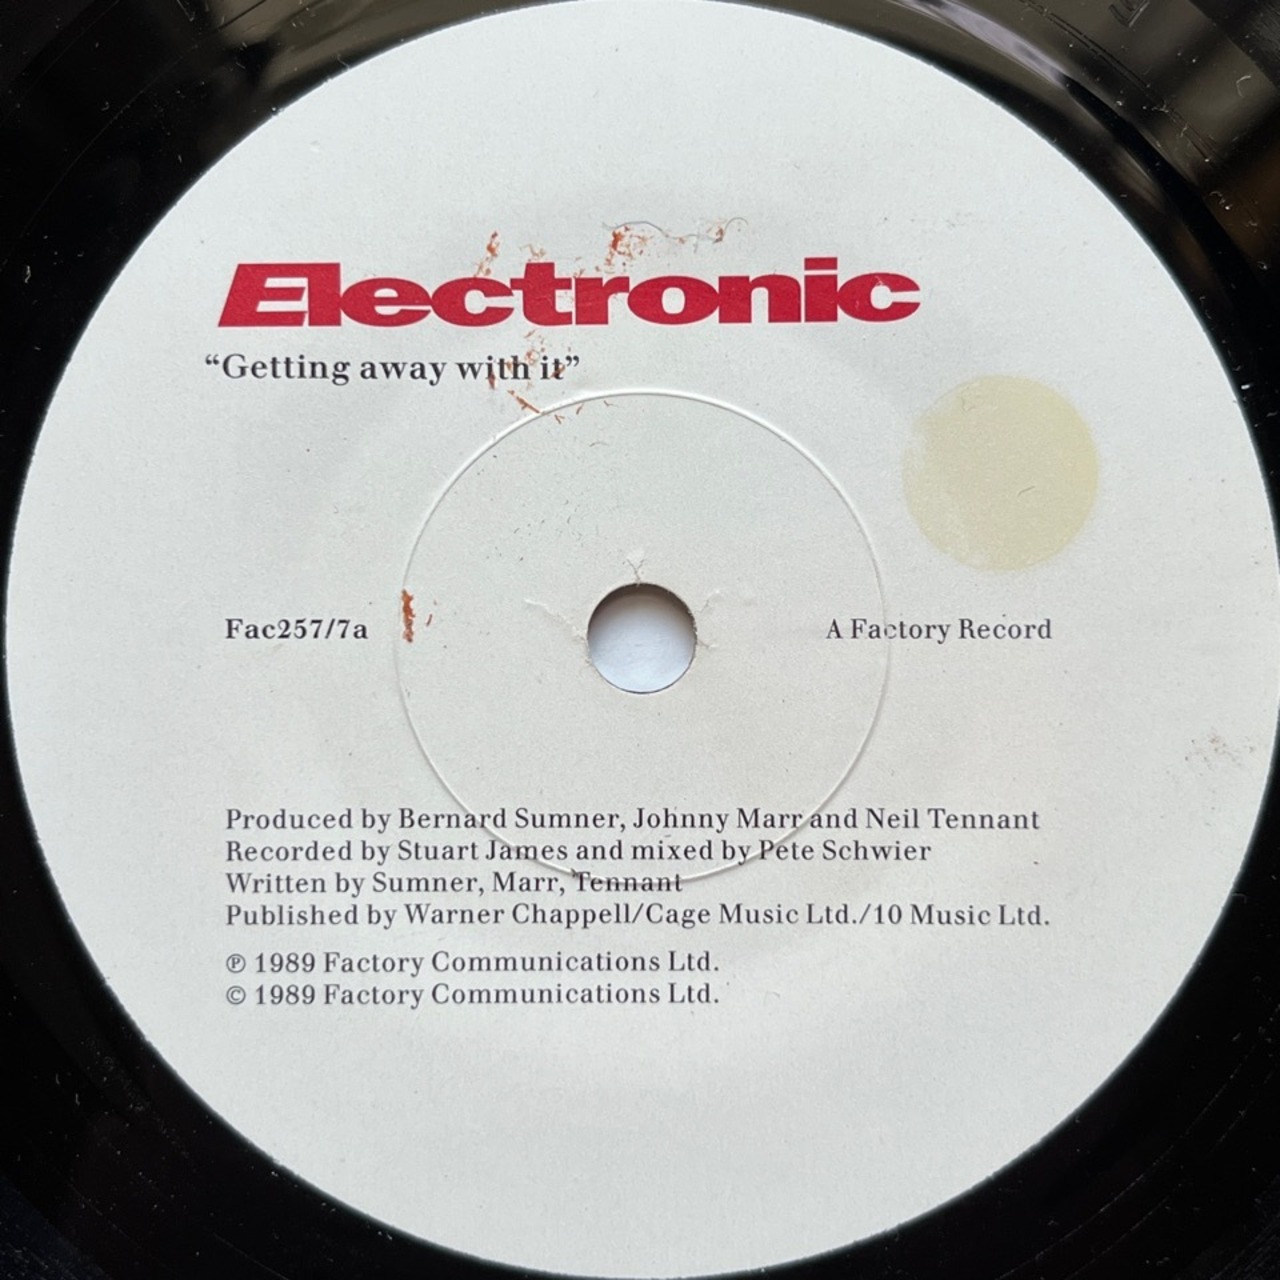 Electronic
“Getting away with it”
Fac257/7a
A Factory Record
Produced by Bernard Sumner, Johnny Marr and Neil Tennant
Recorded by Stuart James and mixed by Pete Schwier
Written by Sumner, Marr, Tennant
Published by Warner Chappell/Cage Music Ltd./10 Music Ltd.
℗ 1989 Factory Communications Ltd.
© 1989 Factory Communications Ltd.